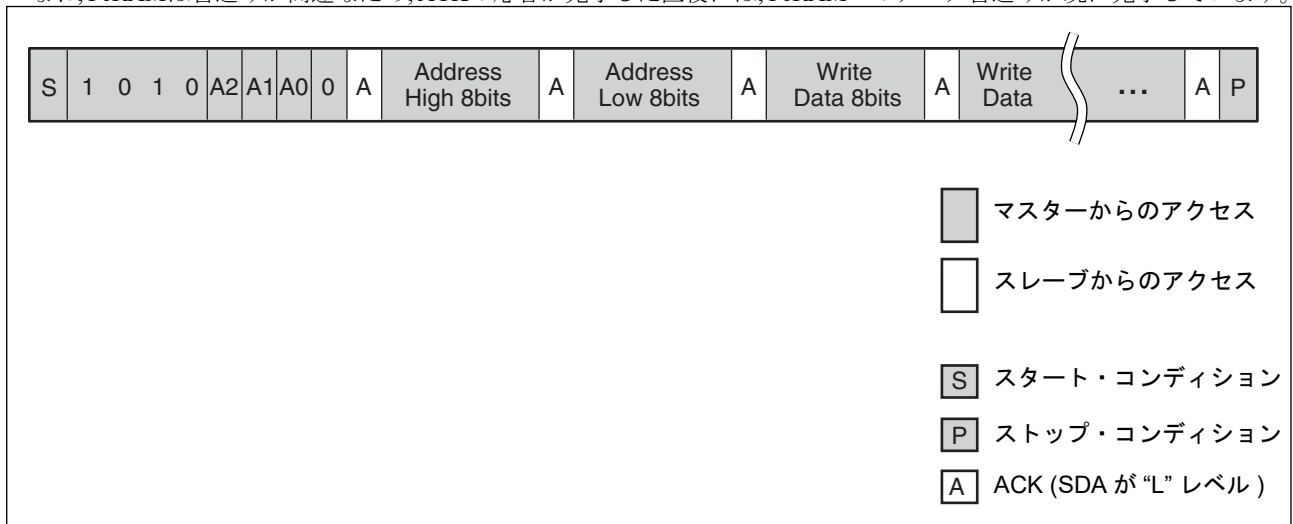 S 1 0 1 0 A2 A1 A0 0 A Address High 8bits A Address Low 8bits A Write Data 8bits A Write Data ... A P
マスターからのアクセス
スレーブからのアクセス
S スタート・コンディション
P ストップ・コンディション
A ACK (SDA が “L” レベル )